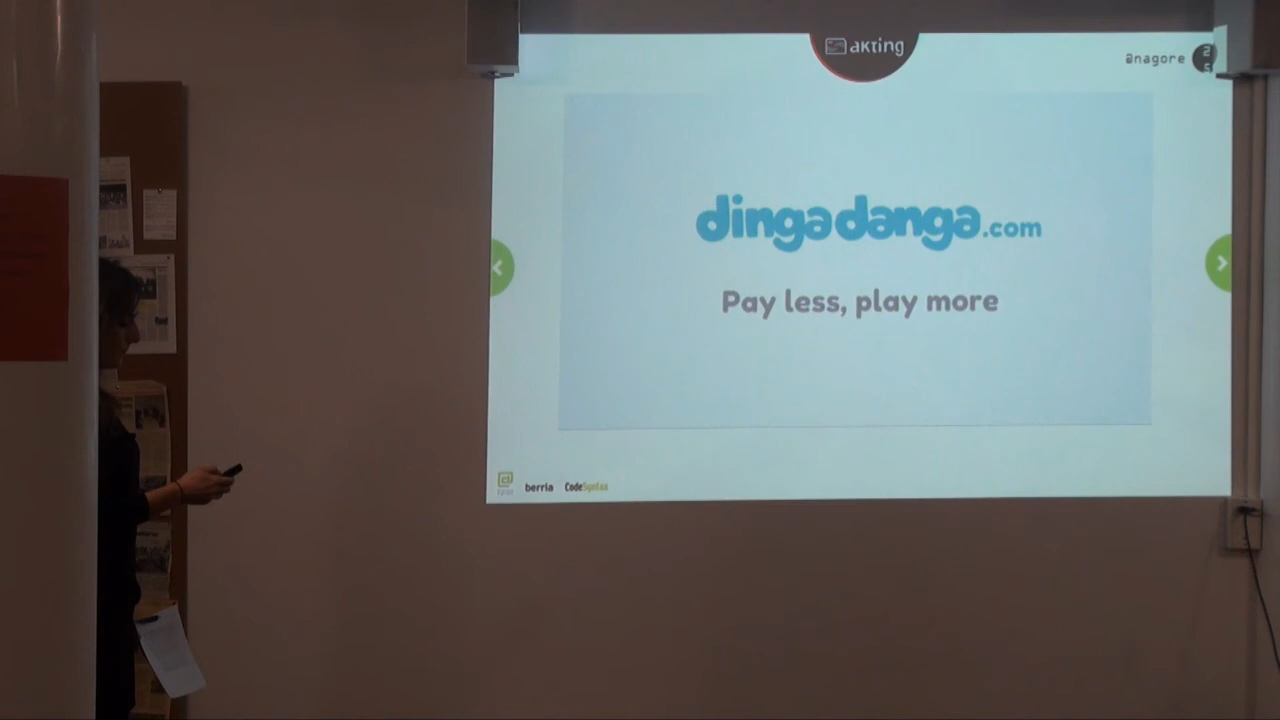 akting
anagore
dingadanga.com
Pay less, play more
berria
CodeSyntax